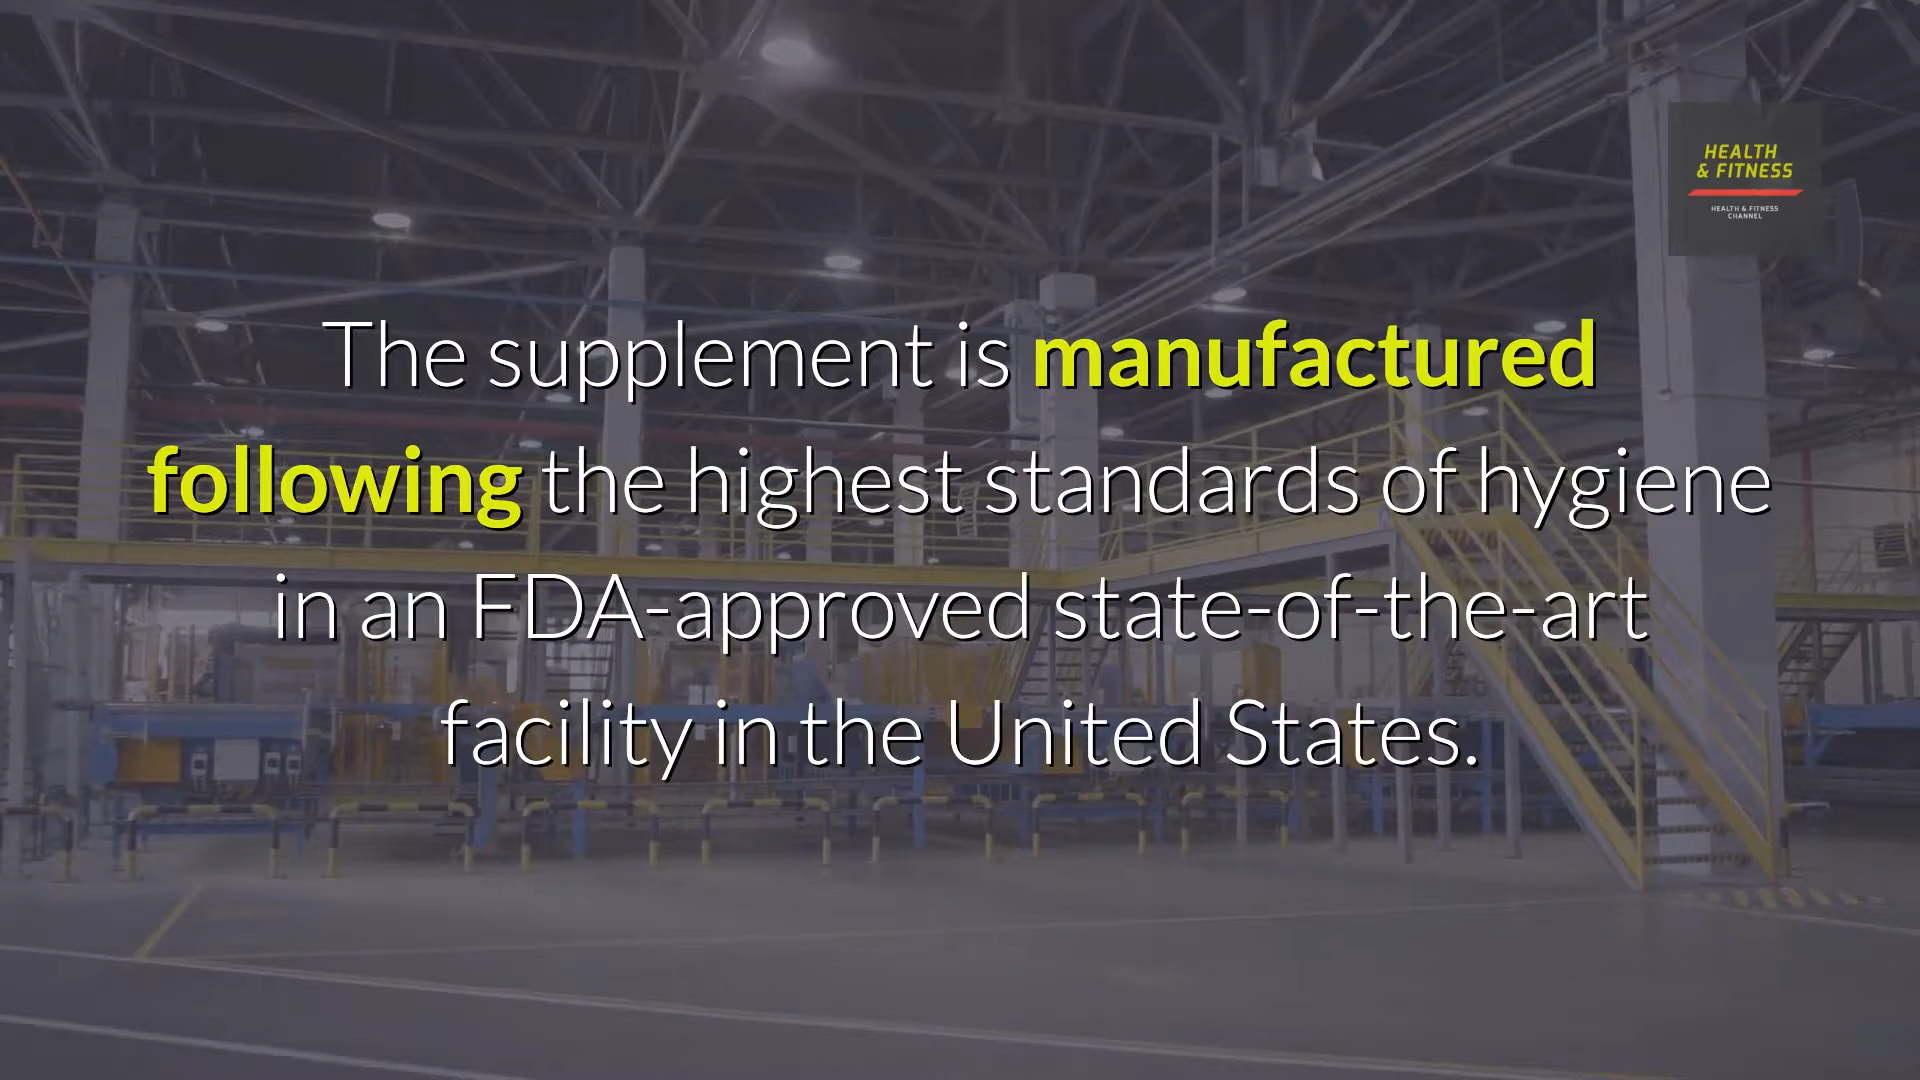 HEALTH
& FITNESS
HEALTH & FITNESS
CHANNEL
The supplement is manufactured
following the highest standards of hygiene
in an FDA-approved state-of-the-art
facility in the United States.